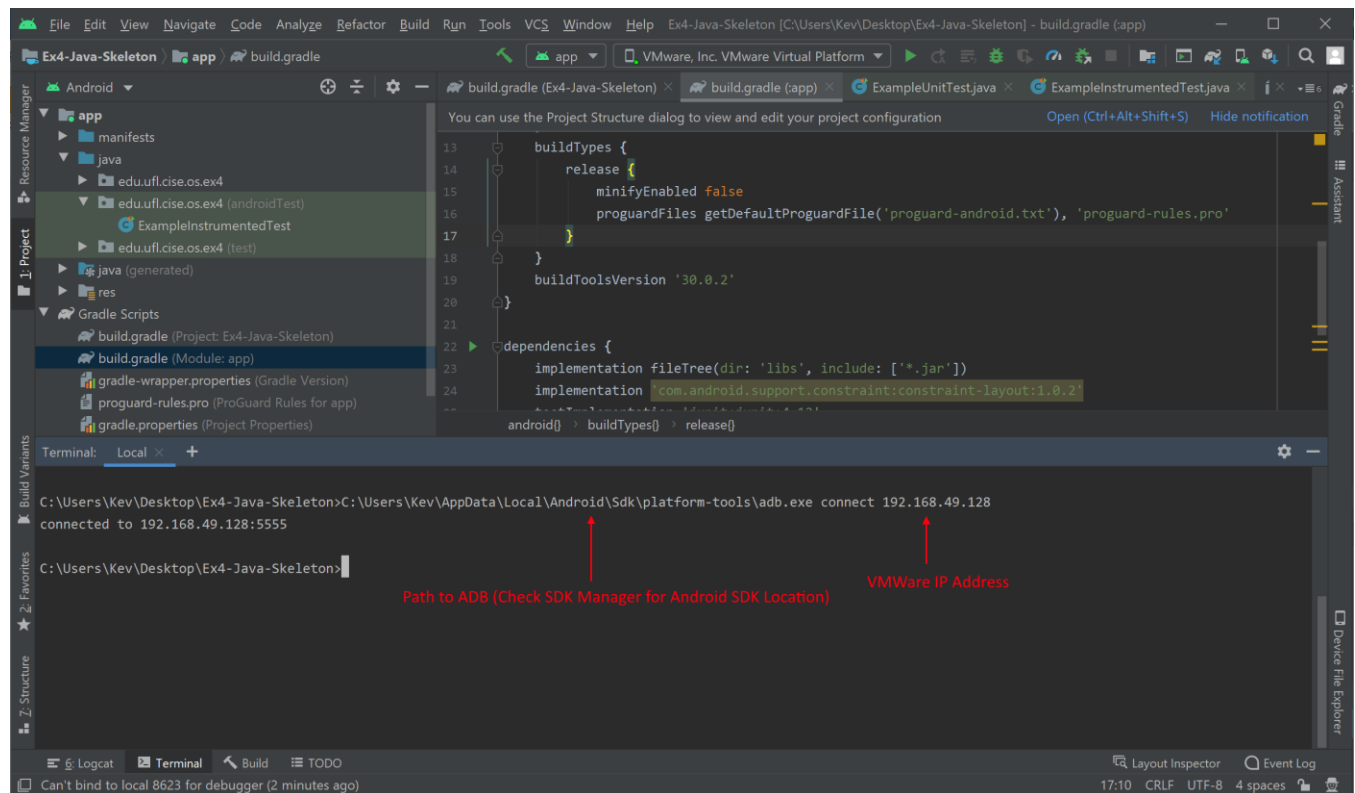 File Edit View Navigate Code Analyze Refactor Build Run Tools VCS Window Help Ex4-Java-Skeleton [C:\Users\Kev\Desktop\Ex4-Java-Skeleton] - build.gradle (:app)
Ex4-Java-Skeleton app build.gradle app VMware, Inc. VMware Virtual Platform
Android build.gradle (Ex4-Java-Skeleton) build.gradle (:app) ExampleUnitTest.java ExampleInstrumentedTest.java
You can use the Project Structure dialog to view and edit your project configuration Open (Ctrl+Alt+Shift+S) Hide notification
app
manifests
java
edu.ufl.cise.os.ex4
edu.ufl.cise.os.ex4 (androidTest)
ExampleInstrumentedTest
edu.ufl.cise.os.ex4 (test)
java (generated)
res
Gradle Scripts
build.gradle (Project: Ex4-Java-Skeleton)
build.gradle (Module: app)
gradle-wrapper.properties (Gradle Version)
proguard-rules.pro (ProGuard Rules for app)
gradle.properties (Project Properties)
13 buildTypes {
14 release {
15 minifyEnabled false
16 proguardFiles getDefaultProguardFile('proguard-android.txt'), 'proguard-rules.pro'
17 }
18 }
19 buildToolsVersion '30.0.2'
20 }
21
22 dependencies {
23 implementation fileTree(dir: 'libs', include: ['*.jar'])
24 implementation 'com.android.support.constraint:constraint-layout:1.0.2'
android{} buildTypes{} release{}
Resource Manager
1: Project
Build Variants
2: Favorites
7: Structure
Gradle
Assistant
Device File Explorer
Terminal: Local +
C:\Users\Kev\Desktop\Ex4-Java-Skeleton>C:\Users\Kev\AppData\Local\Android\Sdk\platform-tools\adb.exe connect 192.168.49.128
connected to 192.168.49.128:5555
C:\Users\Kev\Desktop\Ex4-Java-Skeleton>
Path to ADB (Check SDK Manager for Android SDK Location)
VMWare IP Address
6: Logcat Terminal Build TODO Layout Inspector Event Log
Can't bind to local 8623 for debugger (2 minutes ago) 17:10 CRLF UTF-8 4 spaces